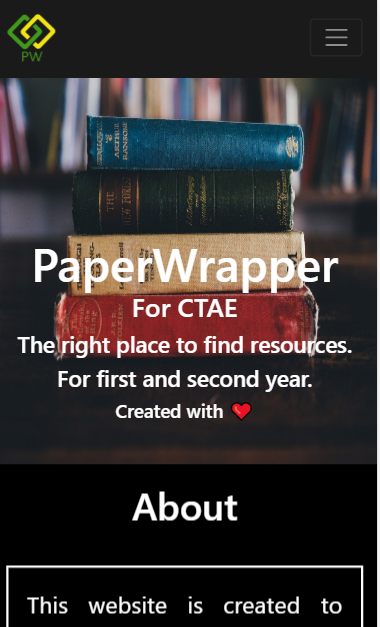 PW
PaperWrapper
For CTAE
The right place to find resources.
For first and second year.
Created with
About
This website is created to